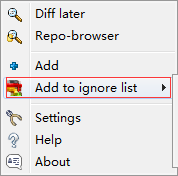 Diff later
Repo-browser
Add
Add to ignore list
Settings
Help
About